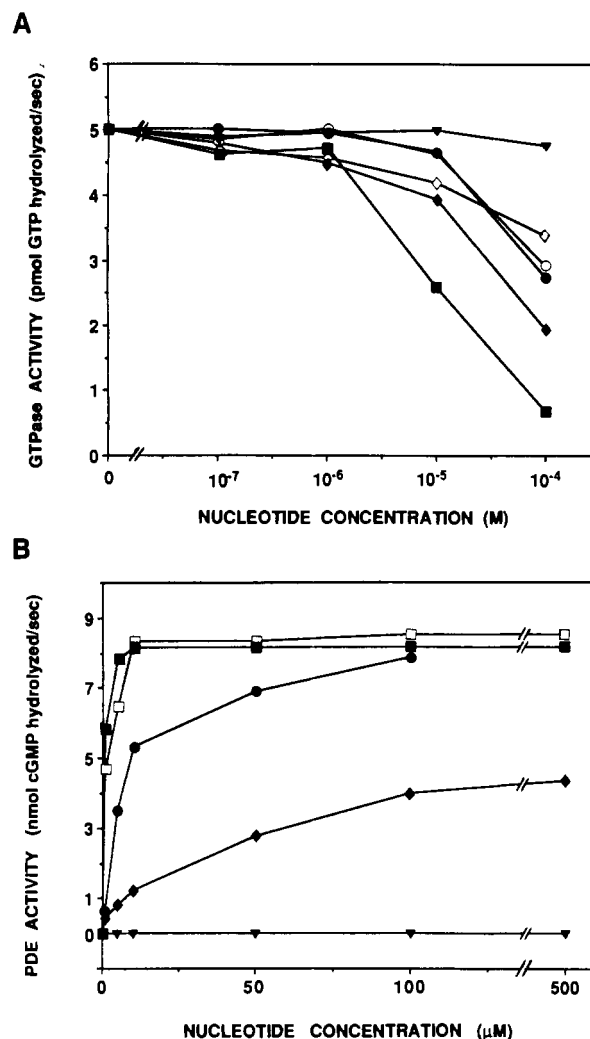 A
GTPase ACTIVITY (pmol GTP hydrolyzed/sec)
6
5
4
3
2
1
0
0 10⁻⁷ 10⁻⁶ 10⁻⁵ 10⁻⁴
NUCLEOTIDE CONCENTRATION (M)
B
PDE ACTIVITY (nmol cGMP hydrolyzed/sec)
9
7
5
3
1
0
0 50 100 500
NUCLEOTIDE CONCENTRATION (μM)